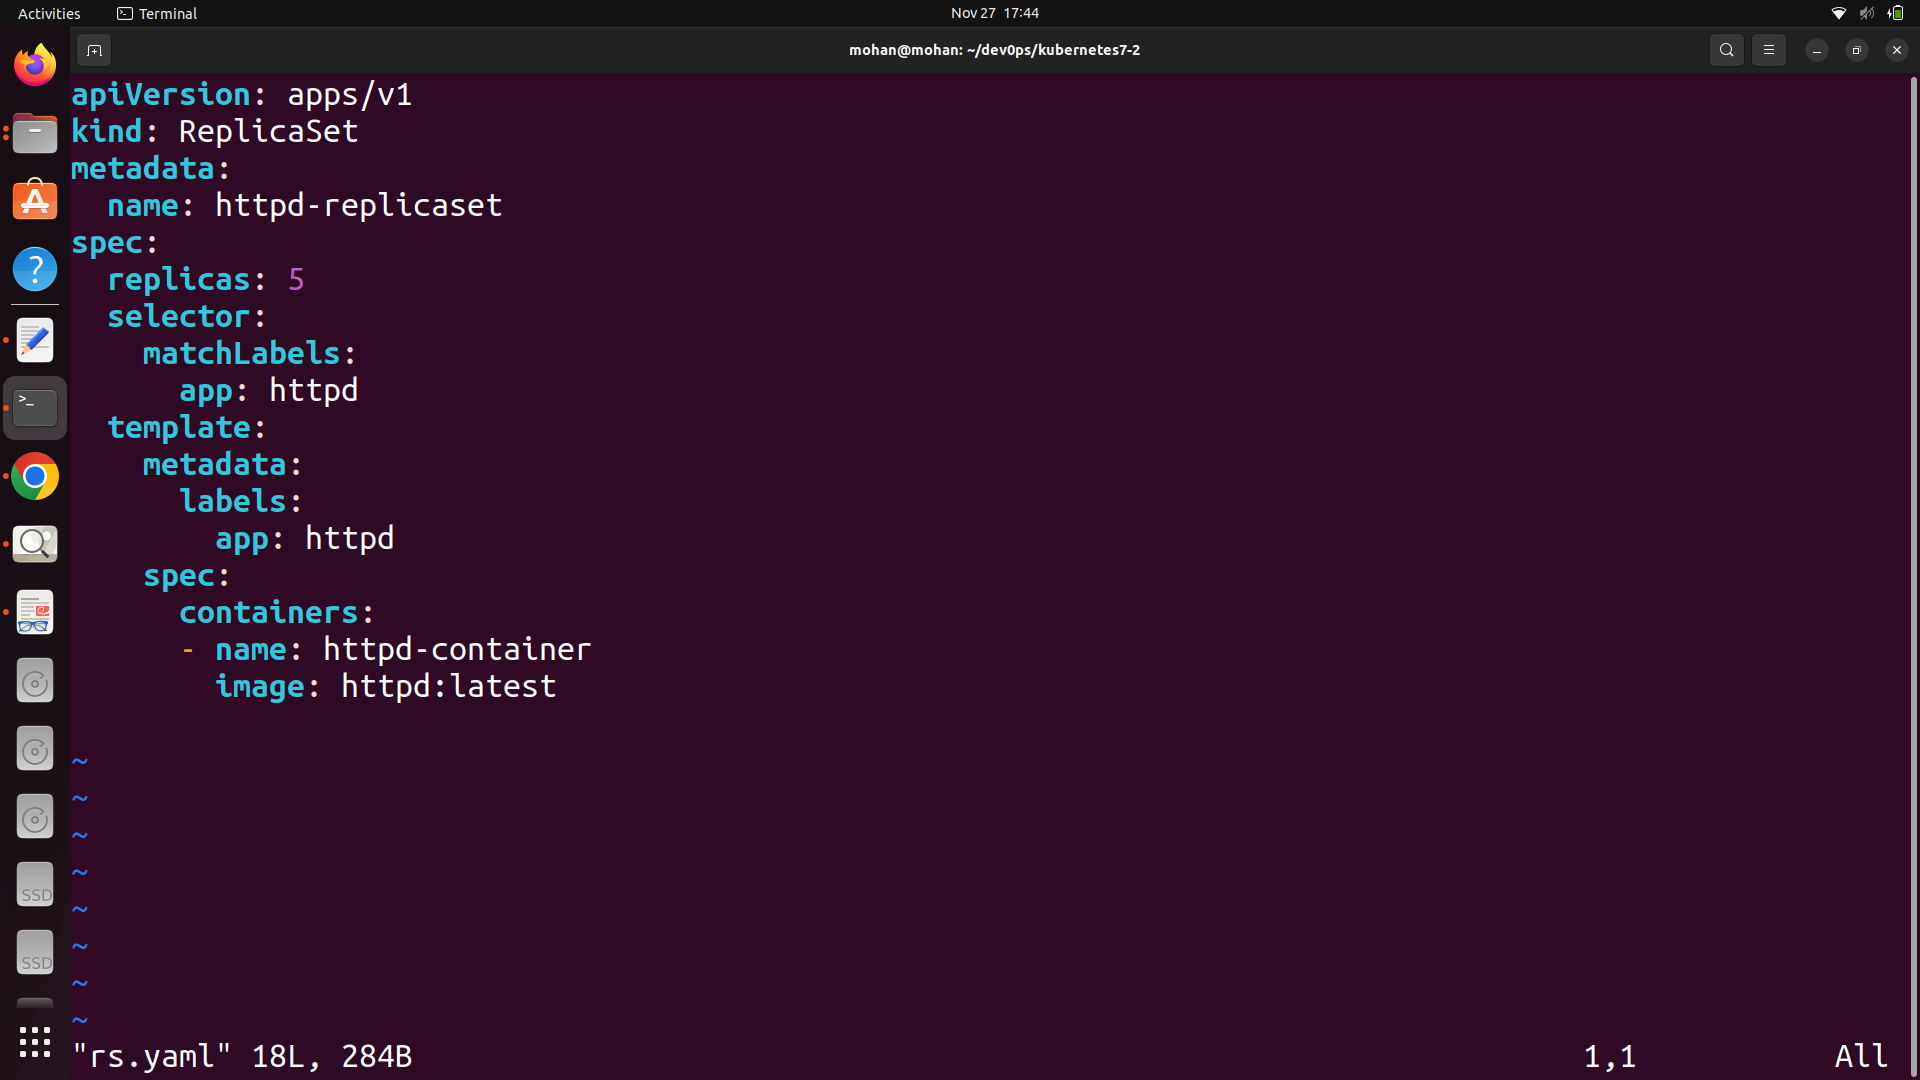 Activities Terminal Nov 27 17:44
mohan@mohan: ~/devOps/kubernetes7-2
apiVersion: apps/v1
kind: ReplicaSet
metadata:
  name: httpd-replicaset
spec:
  replicas: 5
  selector:
    matchLabels:
      app: httpd
  template:
    metadata:
      labels:
        app: httpd
    spec:
      containers:
      - name: httpd-container
        image: httpd:latest

~
~
~
~
~
~
~
~
"rs.yaml" 18L, 284B 1,1 All
SSD
SSD